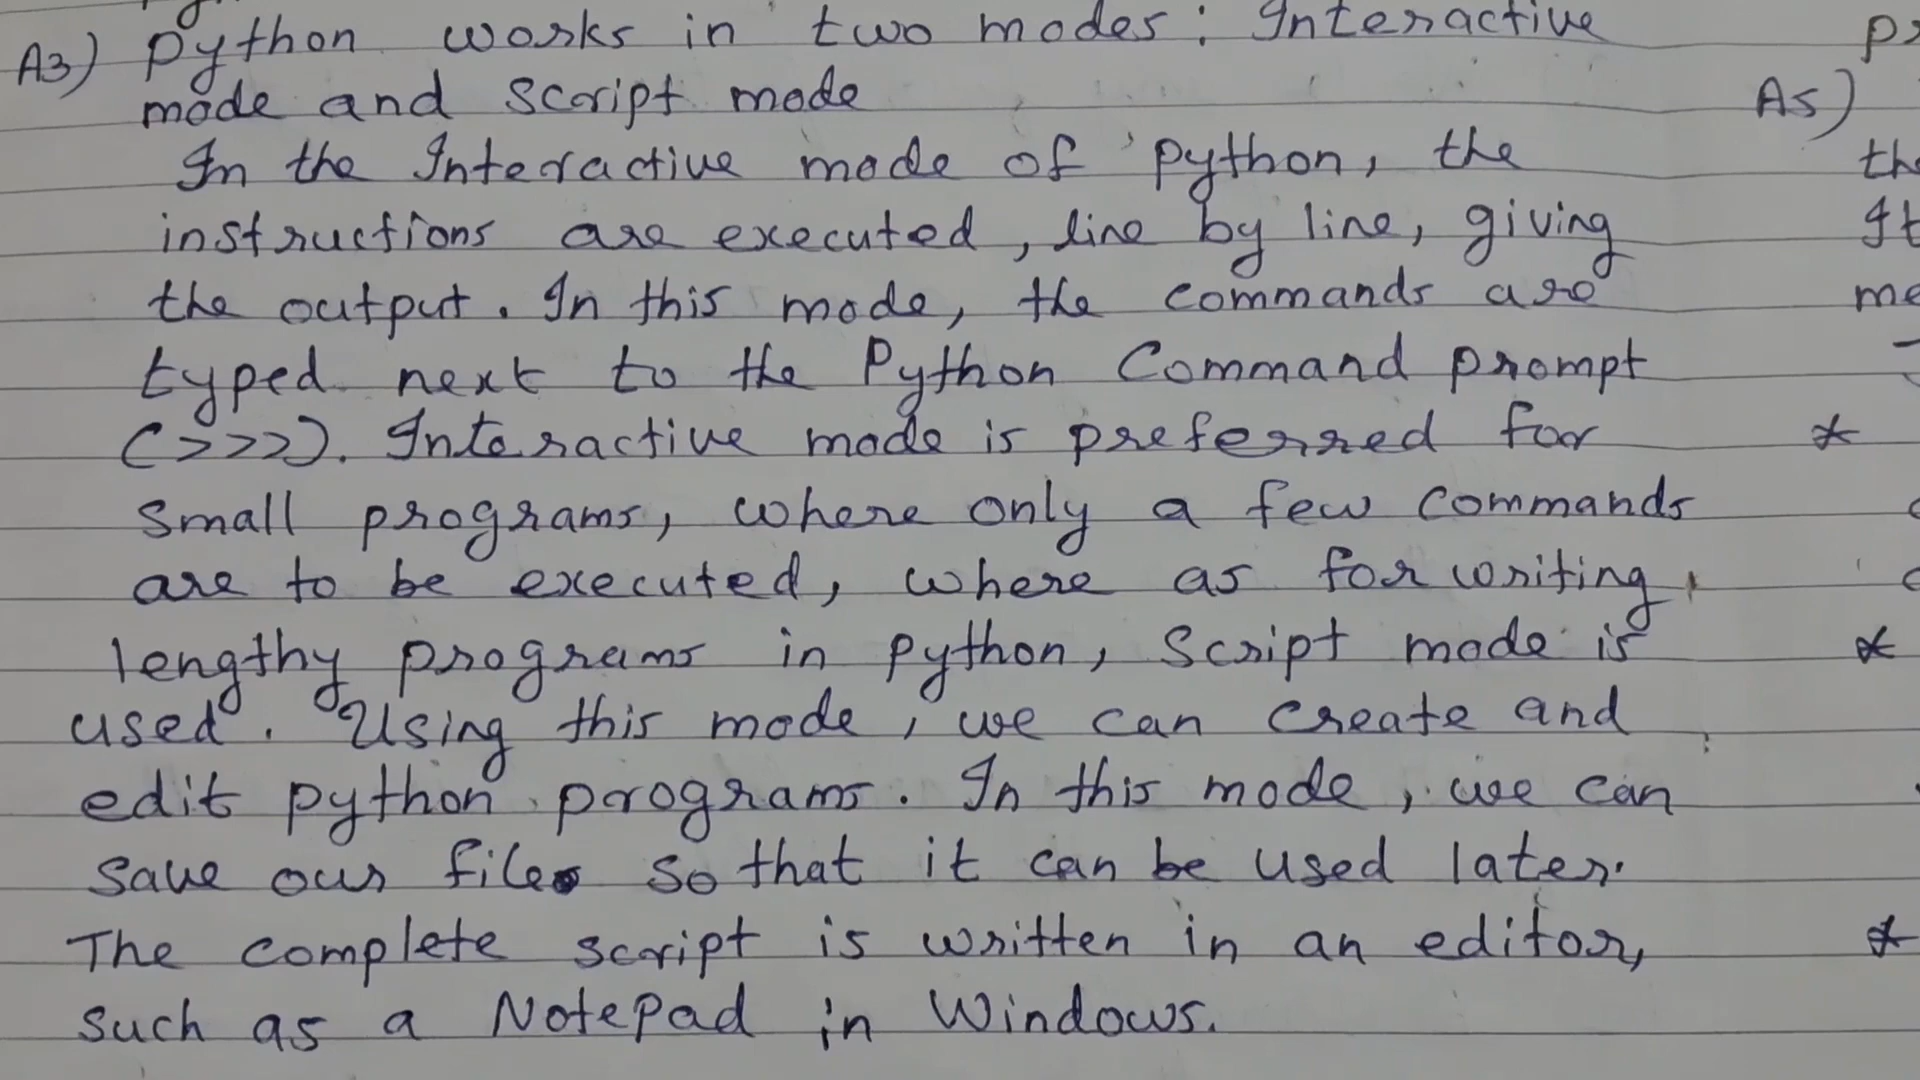 A3) Python works in two modes: Interactive
mode and Script mode
In the Interactive mode of python, the
instructions are executed, line by line, giving
the output. In this mode, the commands are
typed next to the Python Command prompt
(>>>). Interactive mode is preferred for
small programs, where only a few commands
are to be executed, where as for writing
lengthy programs in python, Script mode is
used. Using this mode, we can create and
edit python programs. In this mode, we can
save our file so that it can be used later.
The complete script is written in an editor,
such as a NotePad in Windows.
A5)
*
*
*